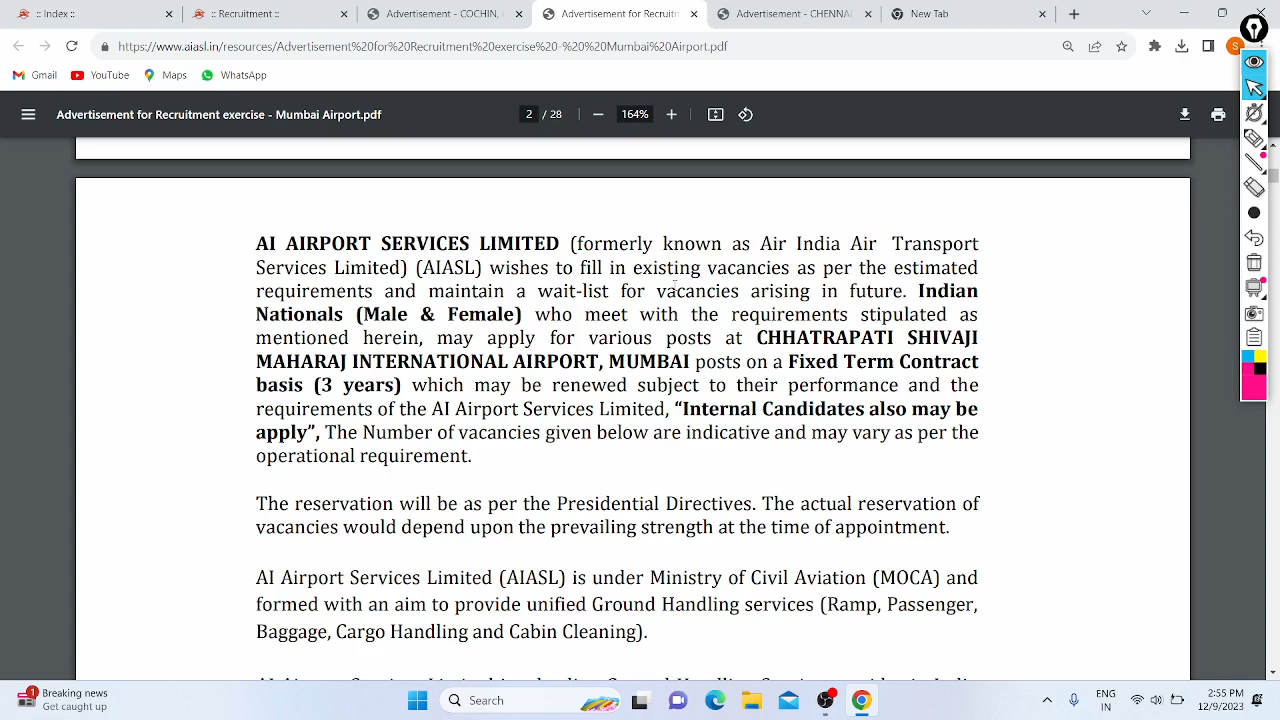 :: Index ::
:: Recruitment ::
Advertisement - COCHIN,
Advertisement for Recruit
Advertisement - CHENNAI
New Tab
https://www.aiasl.in/resources/Advertisement%20for%20Recruitment%20exercise%20-%20%20Mumbai%20Airport.pdf
S
Gmail
YouTube
Maps
WhatsApp
Advertisement for Recruitment exercise - Mumbai Airport.pdf
2 / 28
164%
AI AIRPORT SERVICES LIMITED (formerly known as Air India Air Transport
Services Limited) (AIASL) wishes to fill in existing vacancies as per the estimated
requirements and maintain a wait-list for vacancies arising in future. Indian
Nationals (Male & Female) who meet with the requirements stipulated as
mentioned herein, may apply for various posts at CHHATRAPATI SHIVAJI
MAHARAJ INTERNATIONAL AIRPORT, MUMBAI posts on a Fixed Term Contract
basis (3 years) which may be renewed subject to their performance and the
requirements of the AI Airport Services Limited, “Internal Candidates also may be
apply”, The Number of vacancies given below are indicative and may vary as per the
operational requirement.
The reservation will be as per the Presidential Directives. The actual reservation of
vacancies would depend upon the prevailing strength at the time of appointment.
AI Airport Services Limited (AIASL) is under Ministry of Civil Aviation (MOCA) and
formed with an aim to provide unified Ground Handling services (Ramp, Passenger,
Baggage, Cargo Handling and Cabin Cleaning).
1
Breaking news
Get caught up
Search
ENG
IN
2:55 PM
12/9/2023